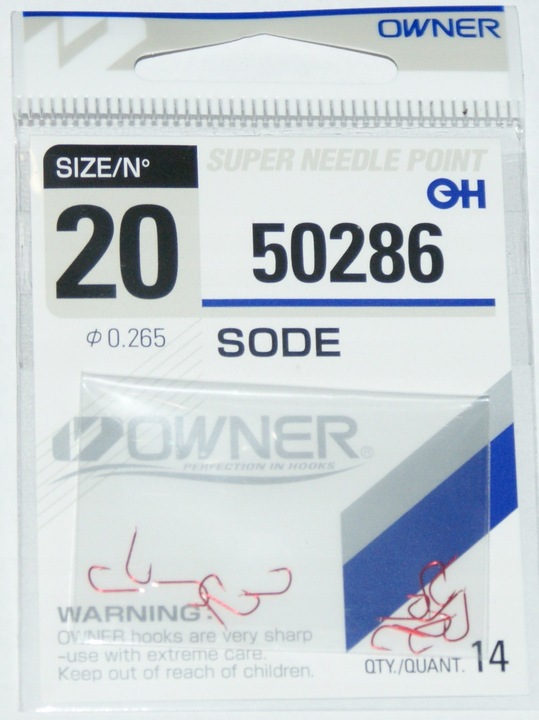 OWNER
SIZE/N°
SUPER NEEDLE POINT
20
50286
ϕ 0.265
SODE
OWNER®
PERFECTION IN HOOKS
WARNING:
OWNER hooks are very sharp
-use with extreme care.
Keep out of reach of children.
QTY./QUANT. 14